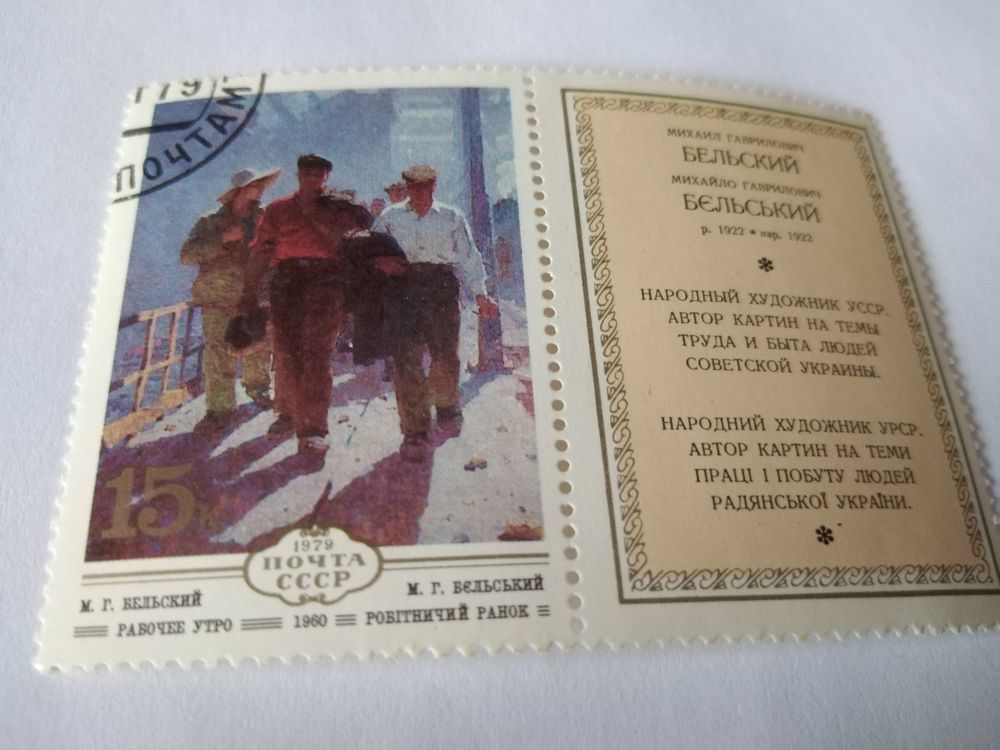 179
ПОЧТАМ
15к
1979
ПОЧТА
СССР
М. Г. БЕЛЬСКИЙ
М. Г. БЄЛЬСЬКИЙ
РАБОЧЕЕ УТРО
1960
РОБІТНИЧИЙ РАНОК
МИХАИЛ ГАВРИЛОВИЧ
БЕЛЬСКИЙ
МИХАЙЛО ГАВРИЛОВИЧ
БЄЛЬСЬКИЙ
р. 1922 * нар. 1922
НАРОДНЫЙ ХУДОЖНИК УССР.
АВТОР КАРТИН НА ТЕМЫ
ТРУДА И БЫТА ЛЮДЕЙ
СОВЕТСКОЙ УКРАИНЫ.
НАРОДНИЙ ХУДОЖНИК УРСР.
АВТОР КАРТИН НА ТЕМИ
ПРАЦІ І ПОБУТУ ЛЮДЕЙ
РАДЯНСЬКОЇ УКРАЇНИ.